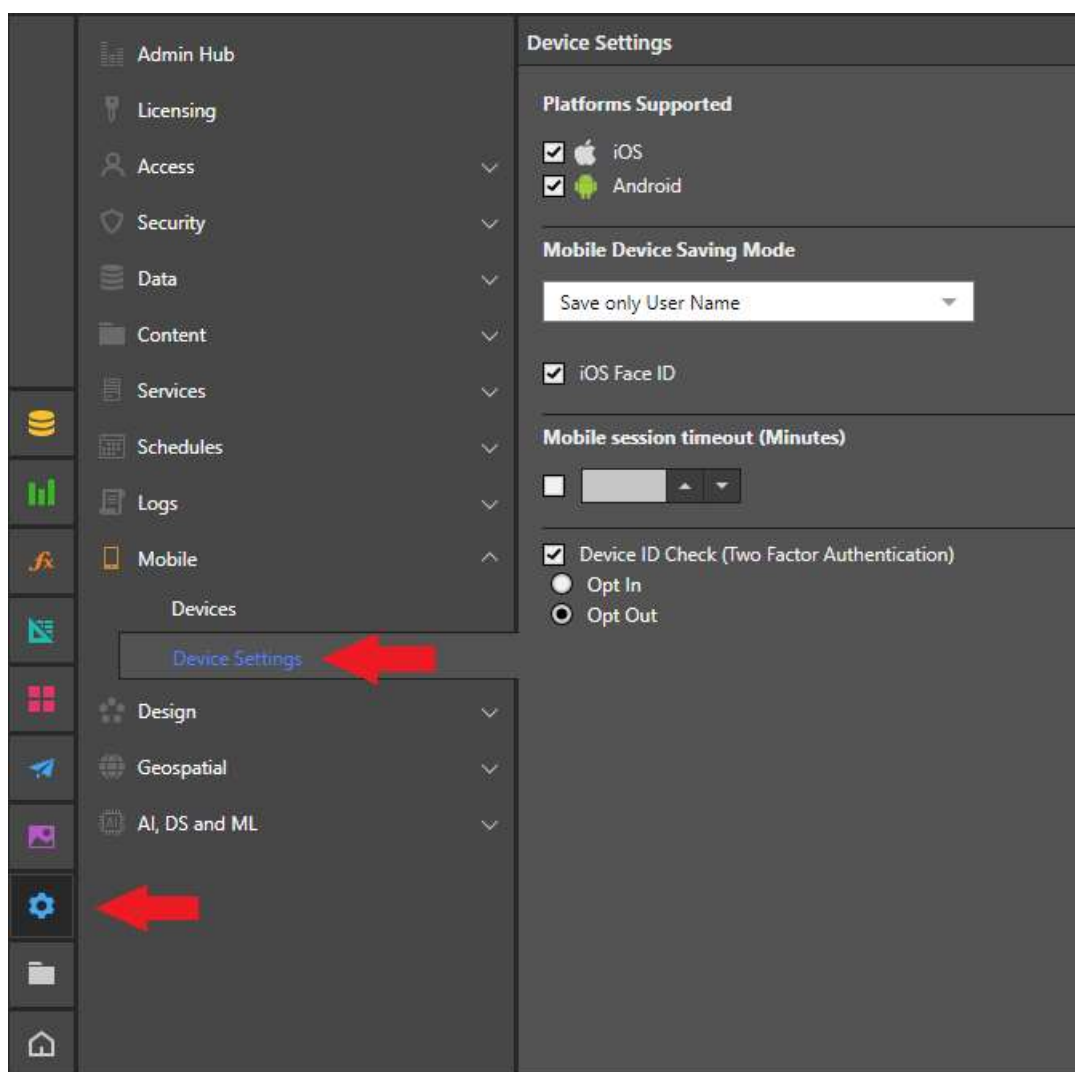 Admin Hub
Licensing
Access
Security
Data
Content
Services
Schedules
Logs
Mobile
Devices
Device Settings
Design
Geospatial
AI, DS and ML
Device Settings
Platforms Supported
iOS
Android
Mobile Device Saving Mode
Save only User Name
iOS Face ID
Mobile session timeout (Minutes)
Device ID Check (Two Factor Authentication)
Opt In
Opt Out